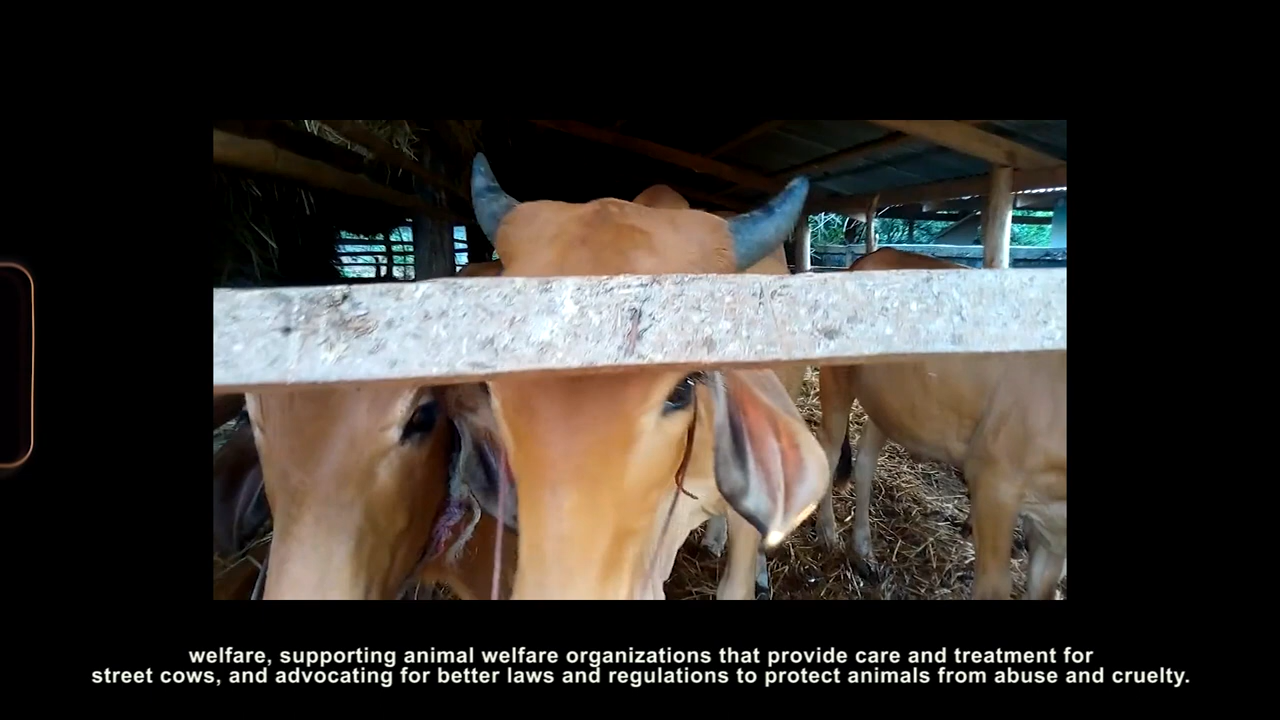 welfare, supporting animal welfare organizations that provide care and treatment for
street cows, and advocating for better laws and regulations to protect animals from abuse and cruelty.